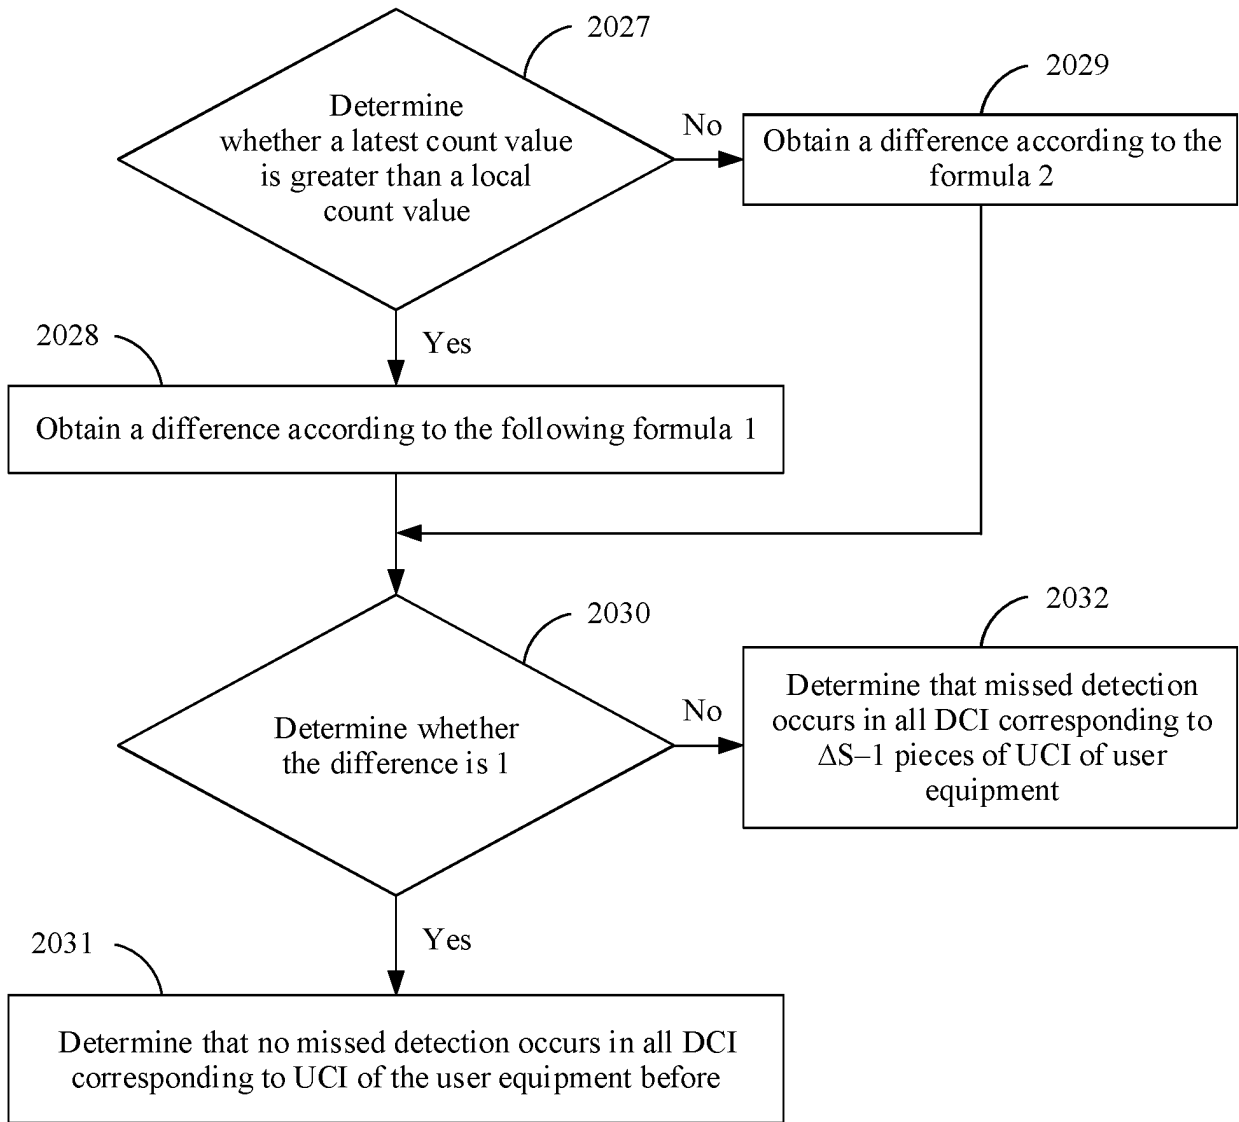 2027
Determine
whether a latest count value
is greater than a local
count value
No
2029
Obtain a difference according to the
formula 2
Yes
2028
Obtain a difference according to the following formula 1
2030
Determine whether
the difference is 1
No
2032
Determine that missed detection
occurs in all DCI corresponding to
ΔS–1 pieces of UCI of user
equipment
Yes
2031
Determine that no missed detection occurs in all DCI
corresponding to UCI of the user equipment before